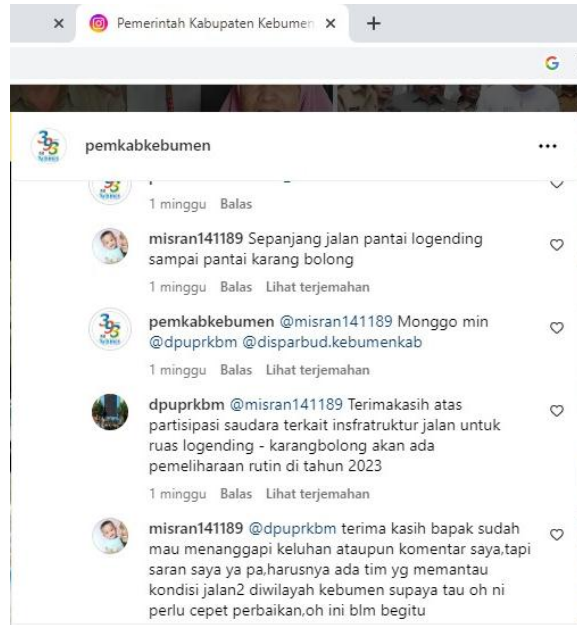 Pemerintah Kabupaten Kebumen
pemkabkebumen
1 minggu Balas
misran141189 Sepanjang jalan pantai logending
sampai pantai karang bolong
1 minggu Balas Lihat terjemahan
pemkabkebumen @misran141189 Monggo min
@dpuprkbm @disparbud.kebumenkab
1 minggu Balas Lihat terjemahan
dpuprkbm @misran141189 Terimakasih atas
partisipasi saudara terkait insfratruktur jalan untuk
ruas logending - karangbolong akan ada
pemeliharaan rutin di tahun 2023
1 minggu Balas Lihat terjemahan
misran141189 @dpuprkbm terima kasih bapak sudah
mau menanggapi keluhan ataupun komentar saya,tapi
saran saya ya pa,harusnya ada tim yg memantau
kondisi jalan2 diwilayah kebumen supaya tau oh ni
perlu cepet perbaikan,oh ini blm begitu